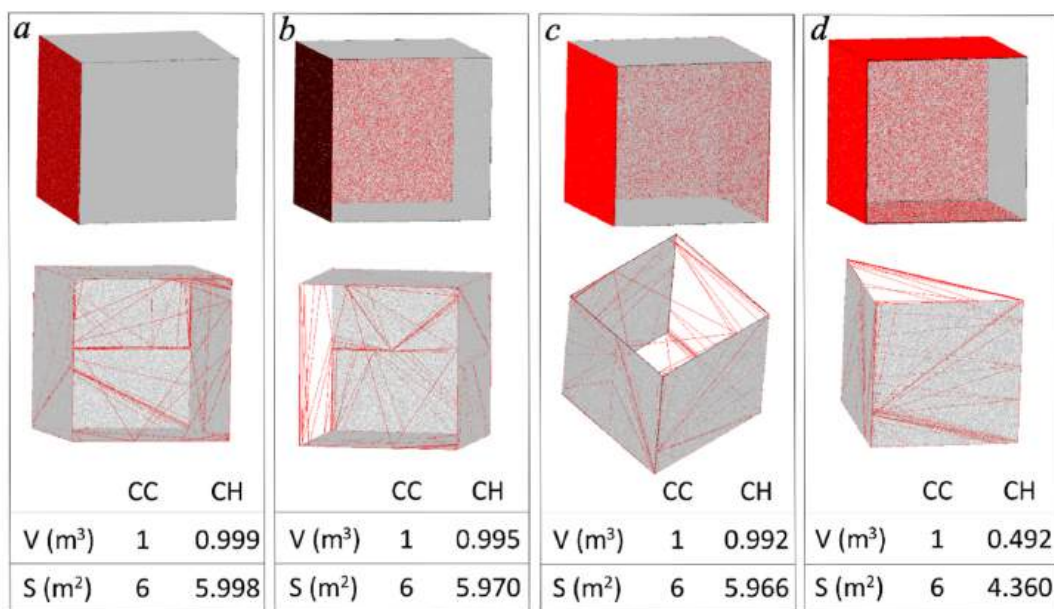 a b c d
CC CH CC CH CC CH CC CH
V (m³) 1 0.999 V (m³) 1 0.995 V (m³) 1 0.992 V (m³) 1 0.492
S (m²) 6 5.998 S (m²) 6 5.970 S (m²) 6 5.966 S (m²) 6 4.360